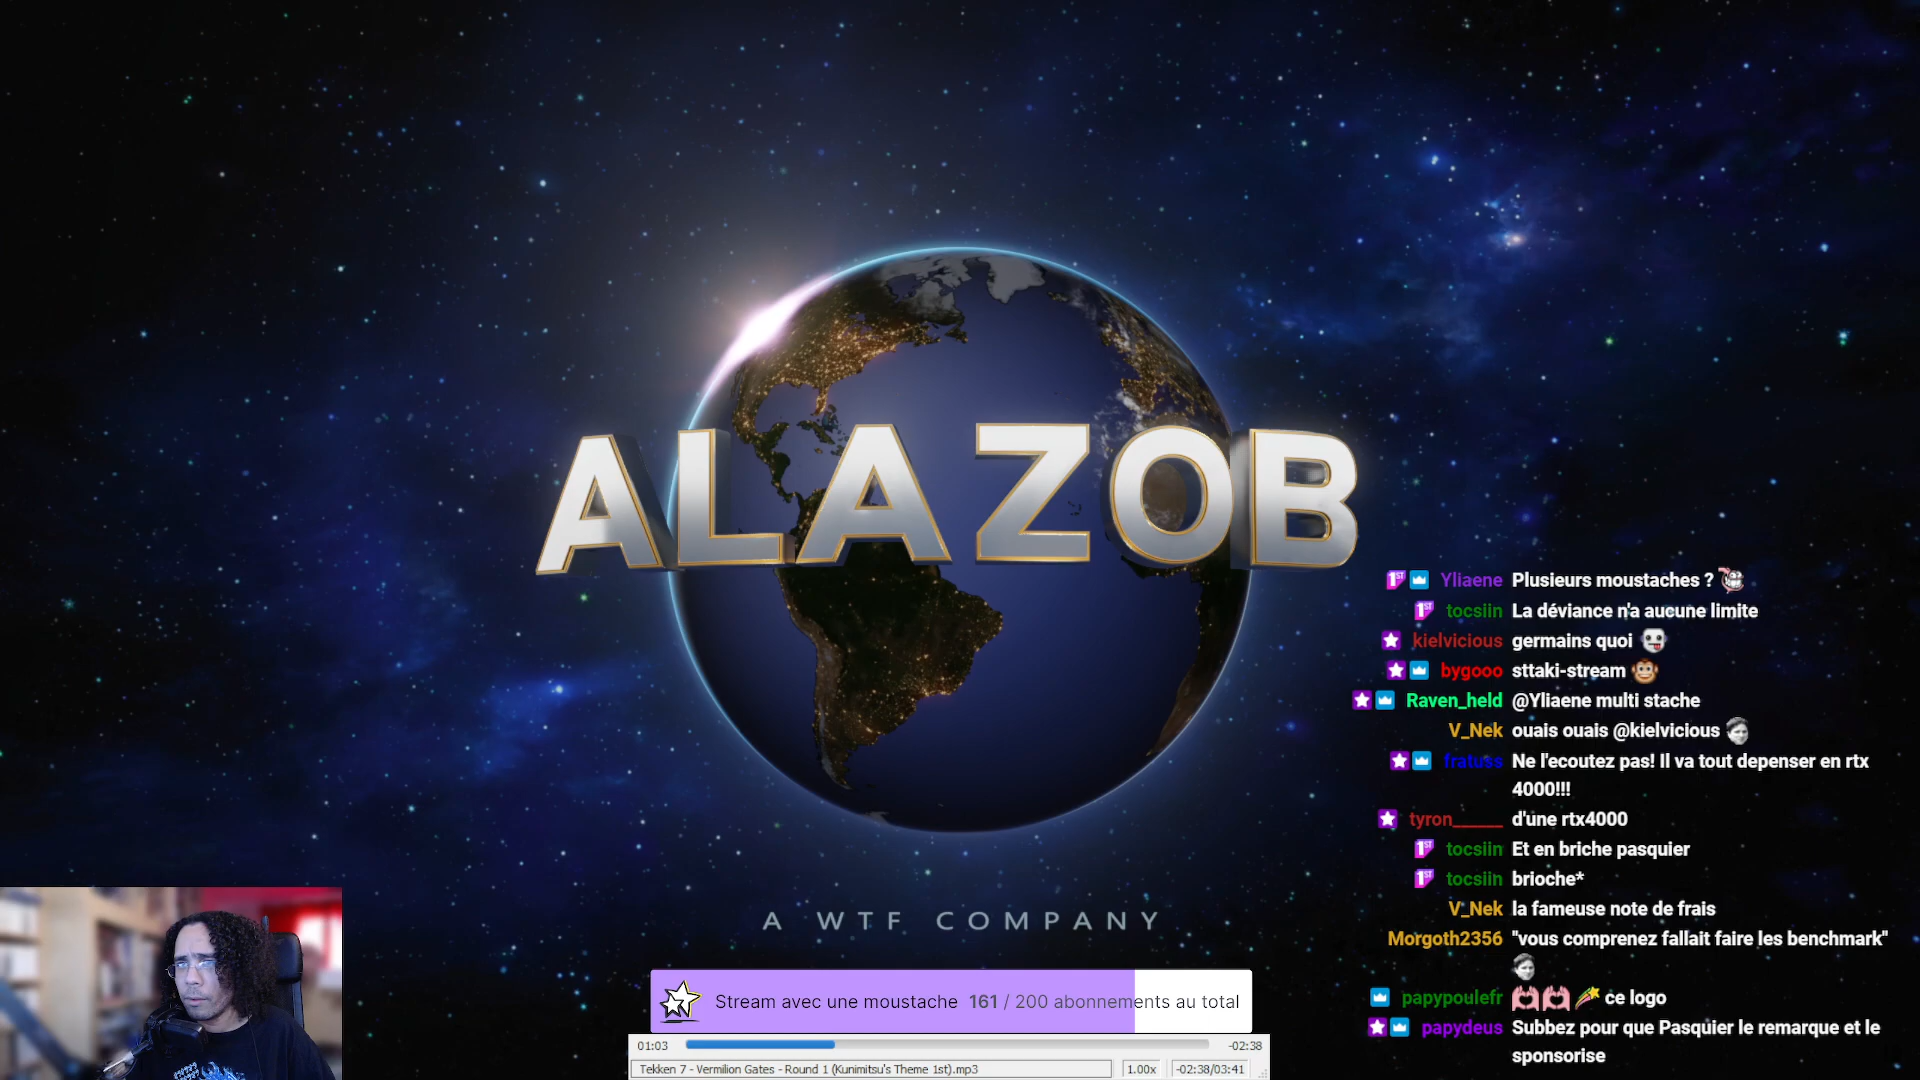 ALAZOB
A WTF COMPANY
Yliaene Plusieurs moustaches ?
tocsiin La déviance n'a aucune limite
kielvicious germains quoi
bygooo sttaki-stream
Raven_held @Yliaene multi stache
V_Nek ouais ouais @kielvicious
fratuss Ne l'ecoutez pas! Il va tout depenser en rtx
4000!!!
tyron______ d'une rtx4000
tocsiin Et en briche pasquier
tocsiin brioche*
V_Nek la fameuse note de frais
Morgoth2356 "vous comprenez fallait faire les benchmark"
papypoulefr ce logo
papydeus Subbez pour que Pasquier le remarque et le
sponsorise
Stream avec une moustache 161 / 200 abonnements au total
01:03 -02:38
Tekken 7 - Vermilion Gates - Round 1 (Kunimitsu's Theme 1st).mp3 1.00x -02:38/03:41